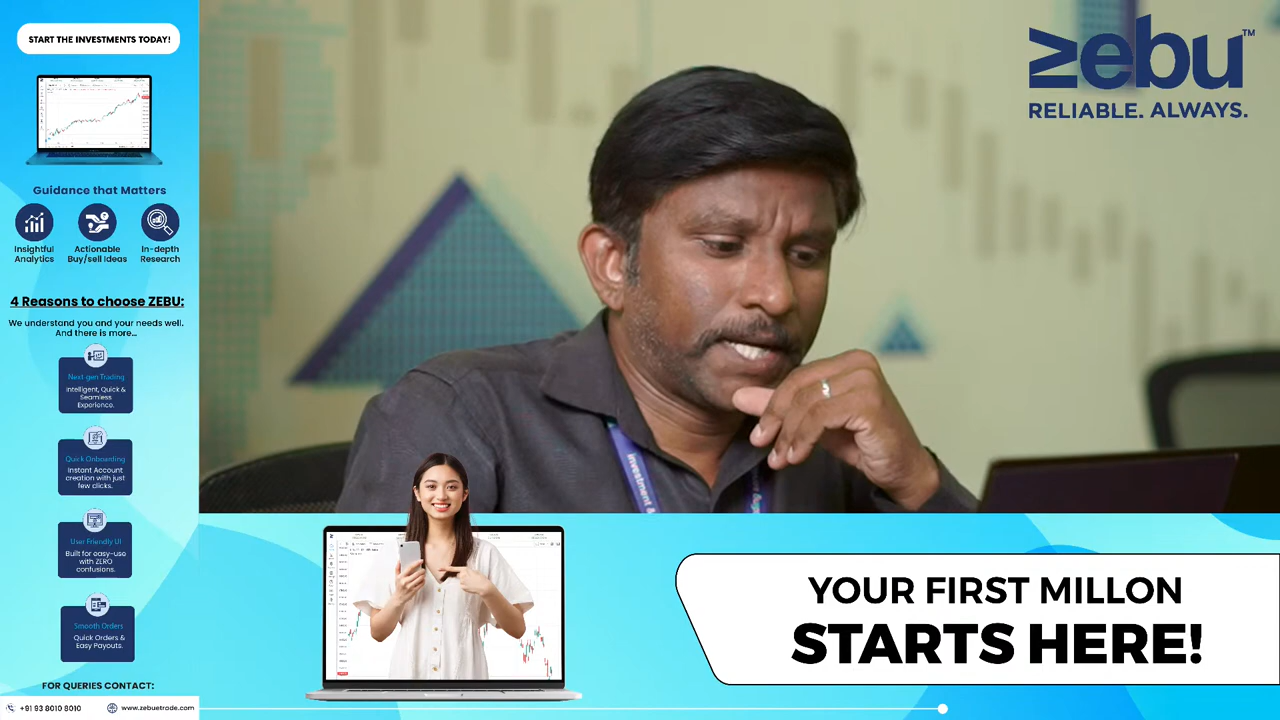 START THE INVESTMENTS TODAY!
Guidance that Matters
Insightful
Analytics
Actionable
Buy/sell Ideas
In-depth
Research
4 Reasons to choose ZEBU:
We understand you and your needs well.
And there is more...
Next-gen Trading
Intelligent, Quick &
Seamless
Experience.
Quick Onboarding
Instant Account
creation with just
few clicks.
User Friendly UI
Built for easy-use
with ZERO
confusions.
Smooth Orders
Quick Orders &
Easy Payouts.
FOR QUERIES CONTACT:
+91 93 8010 8010
www.zebuetrade.com
zebu™
RELIABLE. ALWAYS.
investment &
YOUR FIRST MILLON
STARTS HERE!